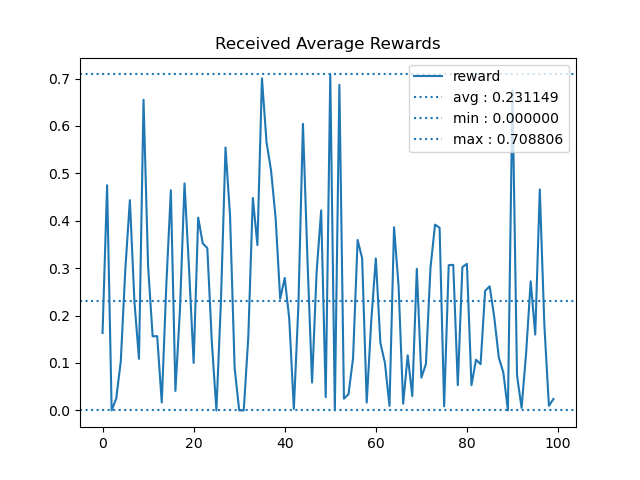 Received Average Rewards
reward
avg : 0.231149
min : 0.000000
max : 0.708806
0.7
0.6
0.5
0.4
0.3
0.2
0.1
0.0
0 20 40 60 80 100